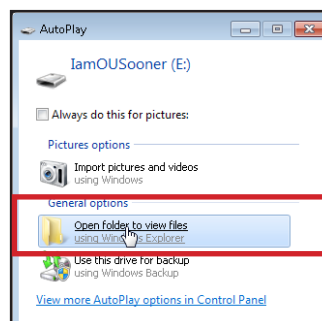 AutoPlay
IamOUSooner (E:)
Always do this for pictures:
Pictures options
Import pictures and videos
using Windows
General options
Open folder to view files
using Windows Explorer
Use this drive for backup
using Windows Backup
View more AutoPlay options in Control Panel